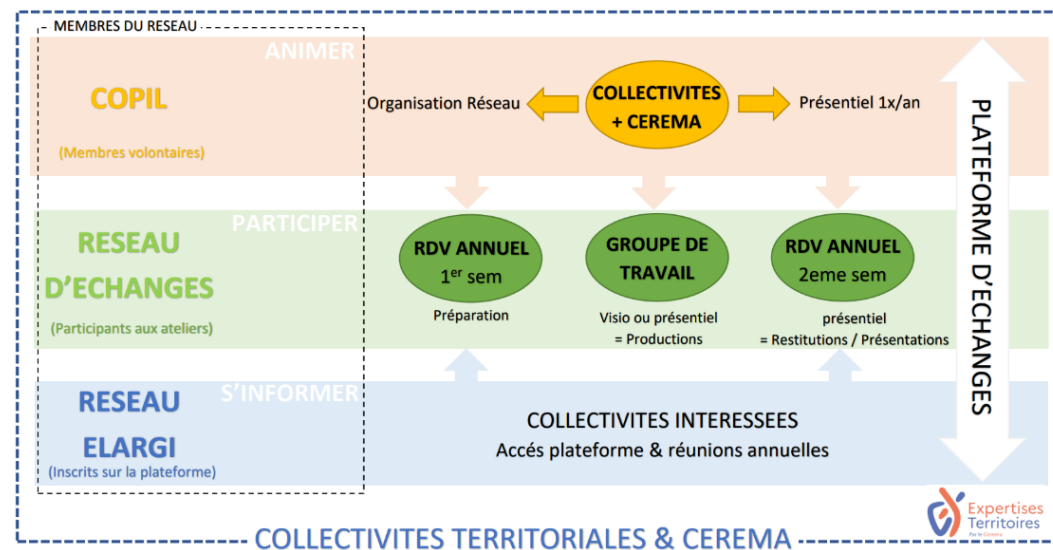 MEMBRES DU RESEAU
ANIMER
COPIL
(Membres volontaires)
Organisation Réseau
COLLECTIVITES
+ CEREMA
Présentiel 1x/an
PARTICIPER
RESEAU
D'ECHANGES
(Participants aux ateliers)
RDV ANNUEL
1er sem
Préparation
GROUPE DE
TRAVAIL
Visio ou présentiel
= Productions
RDV ANNUEL
2eme sem
présentiel
= Restitutions / Présentations
S'INFORMER
RESEAU
ELARGI
(Inscrits sur la plateforme)
COLLECTIVITES INTERESSEES
Accés plateforme & réunions annuelles
PLATEFORME D'ECHANGES
Expertises
Territoires
Par le Cerema
COLLECTIVITES TERRITORIALES & CEREMA